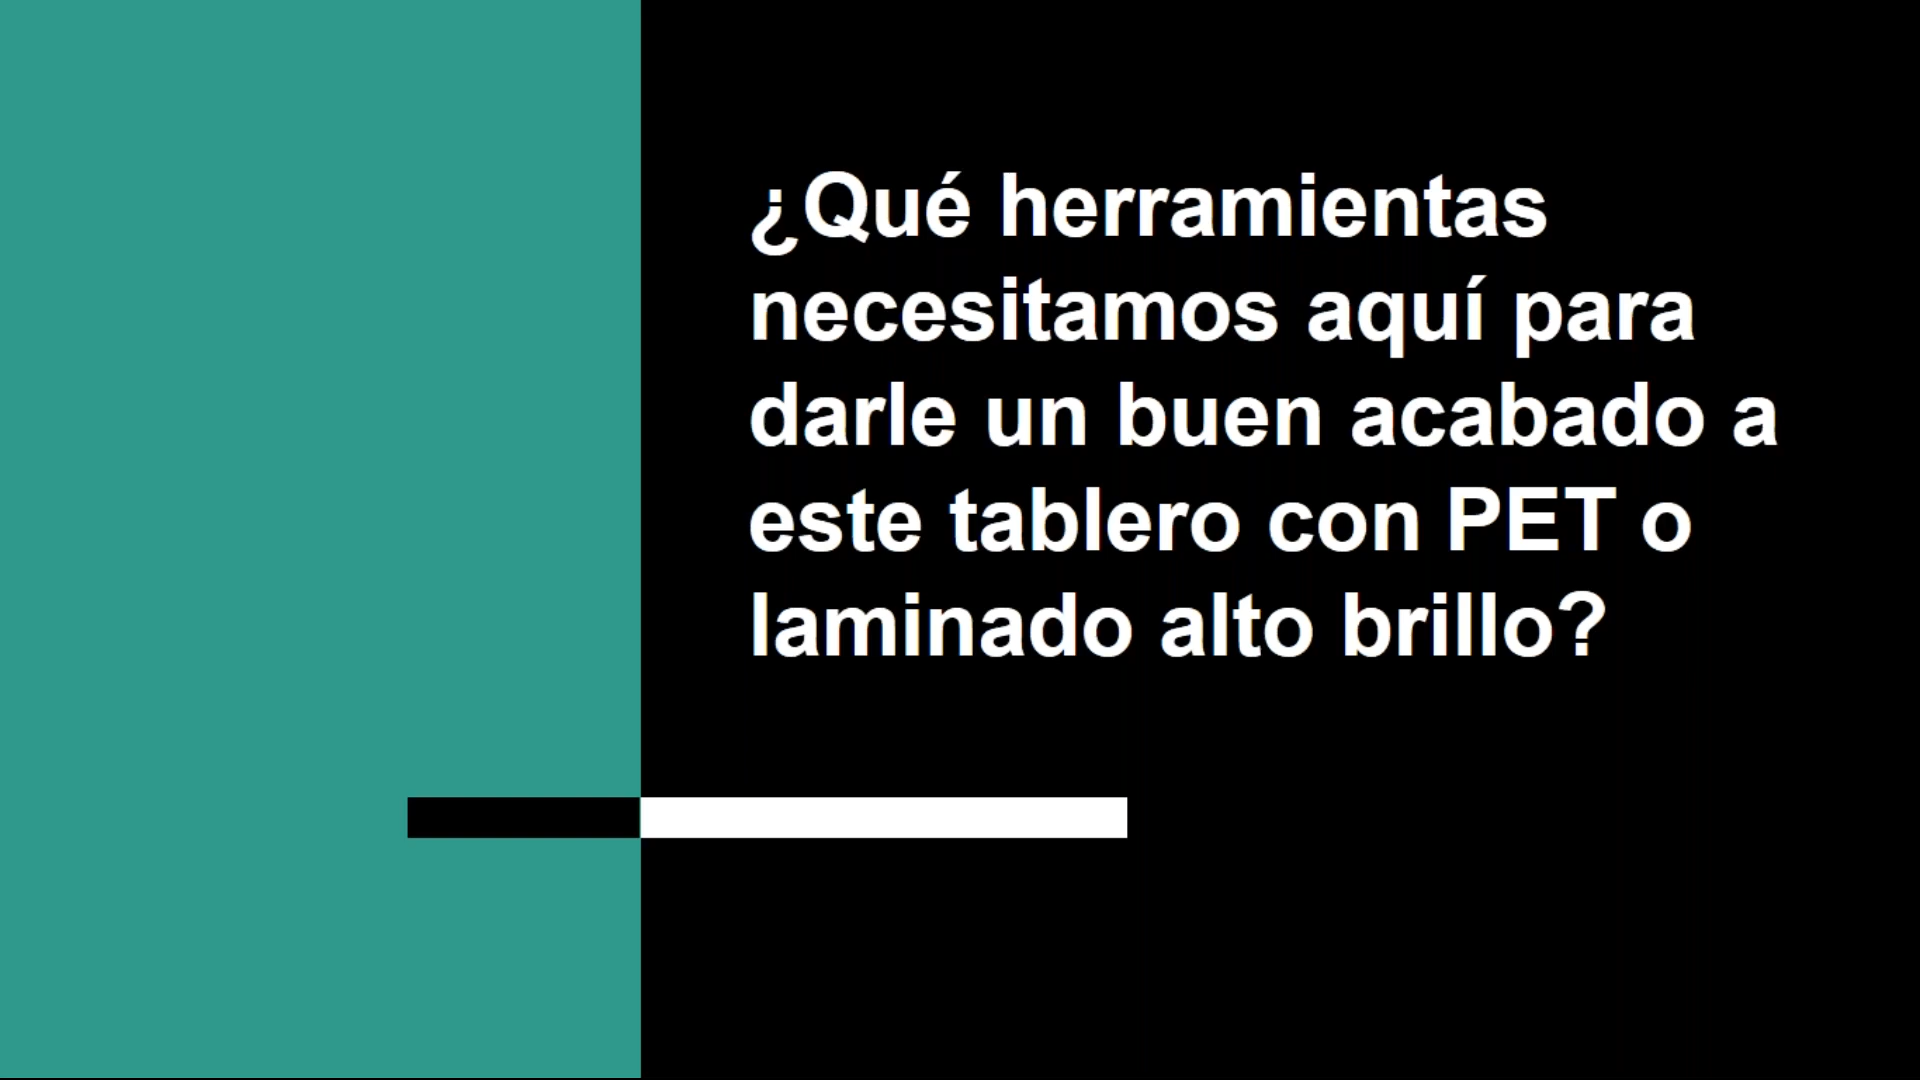 ¿Qué herramientas
necesitamos aquí para
darle un buen acabado a
este tablero con PET o
laminado alto brillo?